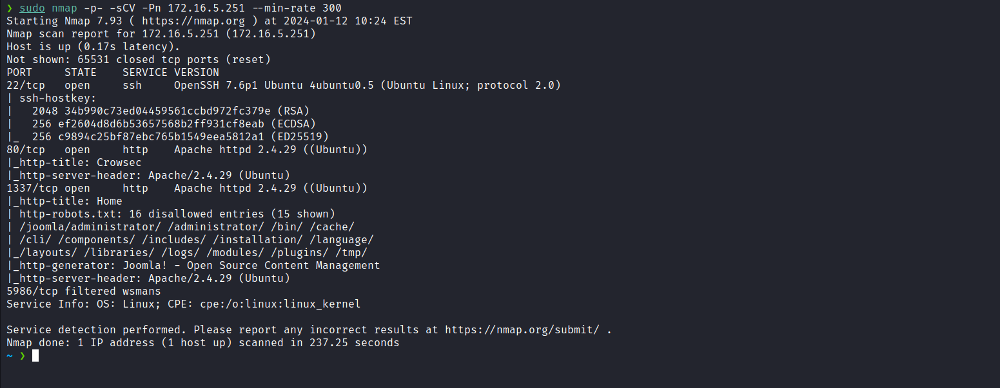 ❯ sudo nmap -p- -sCV -Pn 172.16.5.251 --min-rate 300
Starting Nmap 7.93 ( https://nmap.org ) at 2024-01-12 10:24 EST
Nmap scan report for 172.16.5.251 (172.16.5.251)
Host is up (0.17s latency).
Not shown: 65531 closed tcp ports (reset)
PORT     STATE    SERVICE VERSION
22/tcp   open     ssh     OpenSSH 7.6p1 Ubuntu 4ubuntu0.5 (Ubuntu Linux; protocol 2.0)
| ssh-hostkey:
|   2048 34b990c73ed04459561ccbd972fc379e (RSA)
|   256 ef2604d8d6b53657568b2ff931cf8eab (ECDSA)
|_  256 c9894c25bf87ebc765b1549eea5812a1 (ED25519)
80/tcp   open     http    Apache httpd 2.4.29 ((Ubuntu))
|_http-title: Crowsec
|_http-server-header: Apache/2.4.29 (Ubuntu)
1337/tcp open     http    Apache httpd 2.4.29 ((Ubuntu))
|_http-title: Home
| http-robots.txt: 16 disallowed entries (15 shown)
| /joomla/administrator/ /administrator/ /bin/ /cache/
| /cli/ /components/ /includes/ /installation/ /language/
|_/layouts/ /libraries/ /logs/ /modules/ /plugins/ /tmp/
|_http-generator: Joomla! - Open Source Content Management
|_http-server-header: Apache/2.4.29 (Ubuntu)
5986/tcp filtered wsmans
Service Info: OS: Linux; CPE: cpe:/o:linux:linux_kernel

Service detection performed. Please report any incorrect results at https://nmap.org/submit/ .
Nmap done: 1 IP address (1 host up) scanned in 237.25 seconds
~ ❯